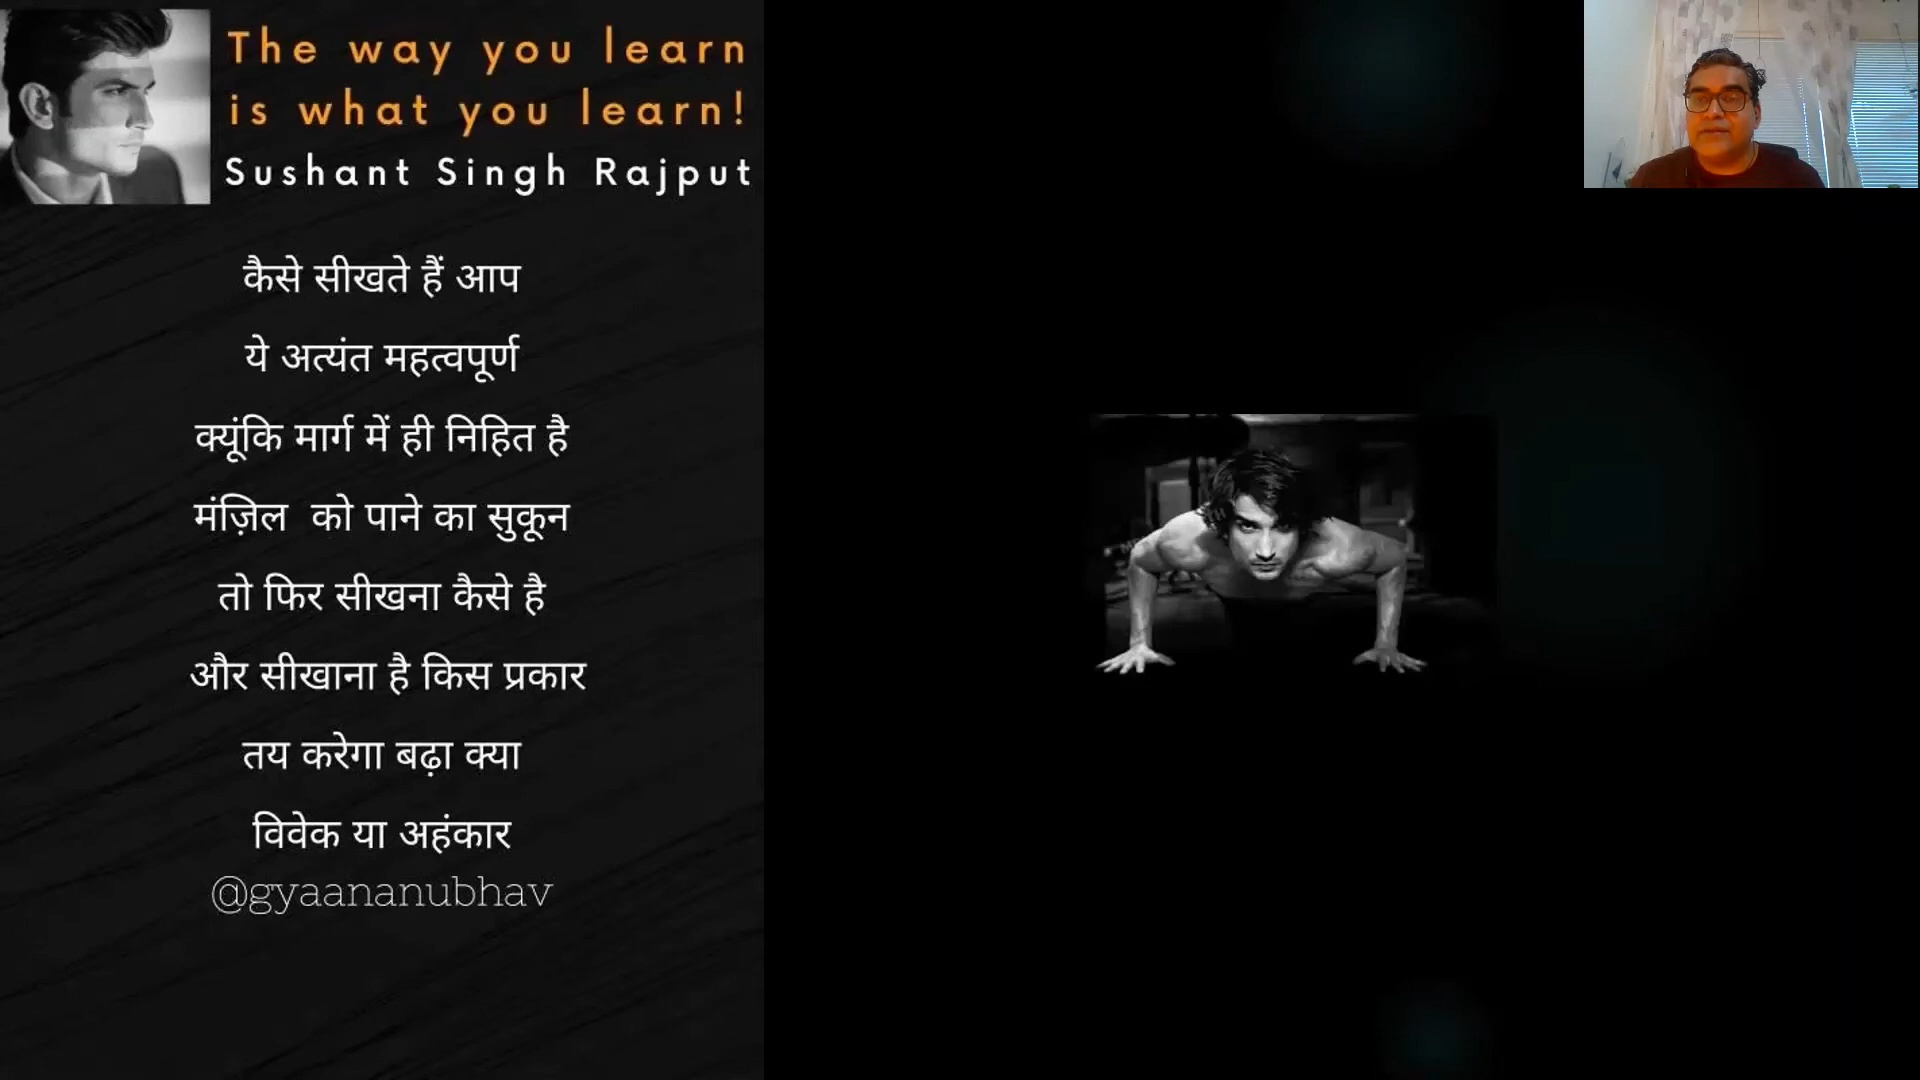 The way you learn
is what you learn!
Sushant Singh Rajput
कैसे सीखते हैं आप
ये अत्यंत महत्वपूर्ण
क्यूंकि मार्ग में ही निहित है
मंज़िल को पाने का सुकून
तो फिर सीखना कैसे है
और सीखाना है किस प्रकार
तय करेगा बढ़ा क्या
विवेक या अहंकार
@gyaananubhav